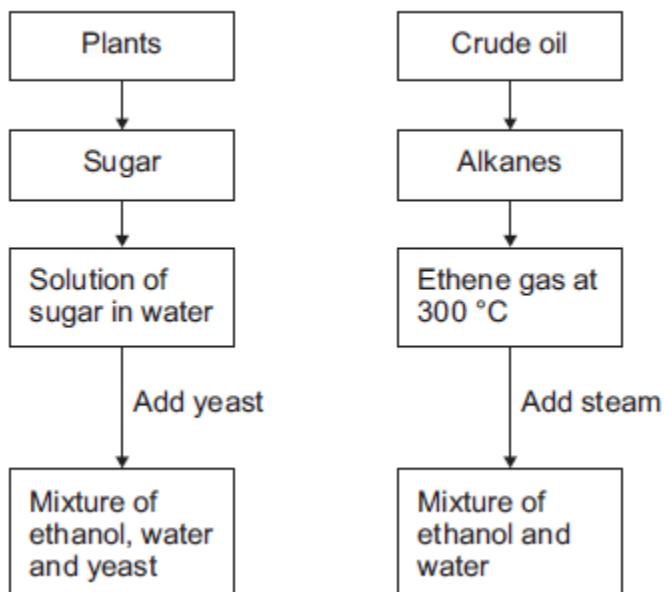 Plants
Sugar
Solution of
sugar in water
Add yeast
Mixture of
ethanol, water
and yeast
Crude oil
Alkanes
Ethene gas at
300 °C
Add steam
Mixture of
ethanol and
water